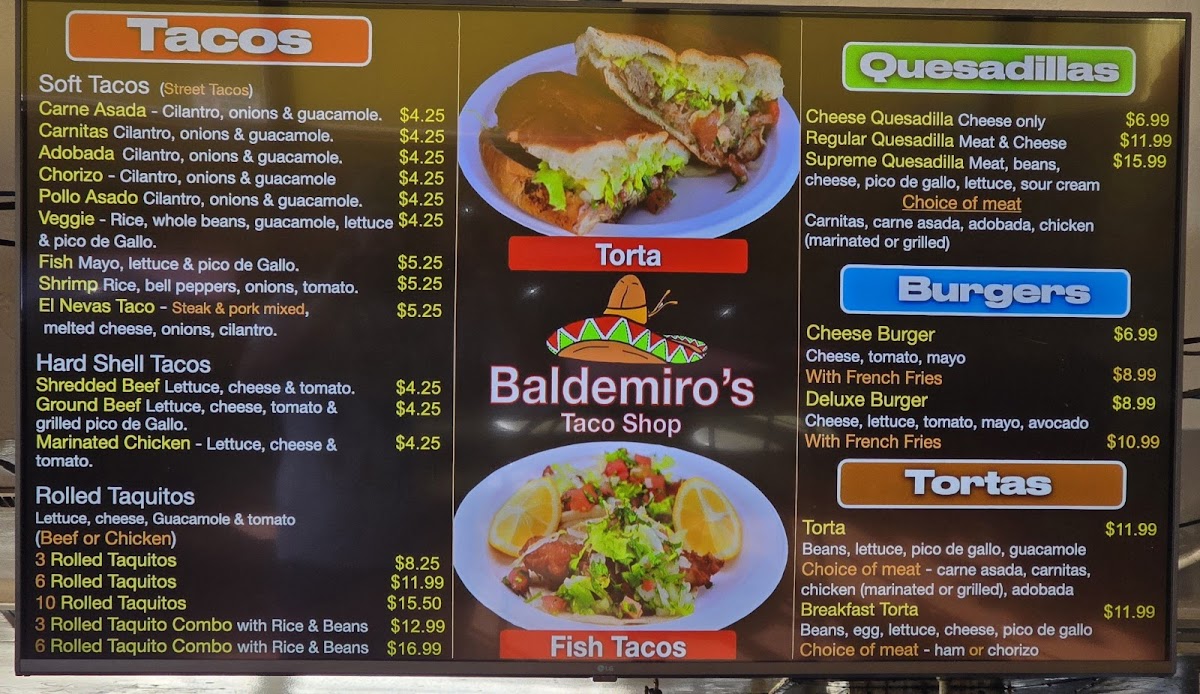 Tacos
Soft Tacos (Street Tacos)
Carne Asada - Cilantro, onions & guacamole. $4.25
Carnitas Cilantro, onions & guacamole. $4.25
Adobada Cilantro, onions & guacamole. $4.25
Chorizo - Cilantro, onions & guacamole $4.25
Pollo Asado Cilantro, onions & guacamole. $4.25
Veggie - Rice, whole beans, guacamole, lettuce $4.25
& pico de Gallo.
Fish Mayo, lettuce & pico de Gallo. $5.25
Shrimp Rice, bell peppers, onions, tomato. $5.25
El Nevas Taco - Steak & pork mixed, $5.25
melted cheese, onions, cilantro.
Hard Shell Tacos
Shredded Beef Lettuce, cheese & tomato. $4.25
Ground Beef Lettuce, cheese, tomato & $4.25
grilled pico de Gallo.
Marinated Chicken - Lettuce, cheese & $4.25
tomato.
Rolled Taquitos
Lettuce, cheese, Guacamole & tomato
(Beef or Chicken)
3 Rolled Taquitos $8.25
6 Rolled Taquitos $11.99
10 Rolled Taquitos $15.50
3 Rolled Taquito Combo with Rice & Beans $12.99
6 Rolled Taquito Combo with Rice & Beans $16.99
Torta
Baldemiro's
Taco Shop
Fish Tacos
LG
Quesadillas
Cheese Quesadilla Cheese only $6.99
Regular Quesadilla Meat & Cheese $11.99
Supreme Quesadilla Meat, beans, $15.99
cheese, pico de gallo, lettuce, sour cream
Choice of meat
Carnitas, carne asada, adobada, chicken
(marinated or grilled)
Burgers
Cheese Burger $6.99
Cheese, tomato, mayo
With French Fries $8.99
Deluxe Burger $8.99
Cheese, lettuce, tomato, mayo, avocado
With French Fries $10.99
Tortas
Torta $11.99
Beans, lettuce, pico de gallo, guacamole
Choice of meat - carne asada, carnitas,
chicken (marinated or grilled), adobada
Breakfast Torta $11.99
Beans, egg, lettuce, cheese, pico de gallo
Choice of meat - ham or chorizo